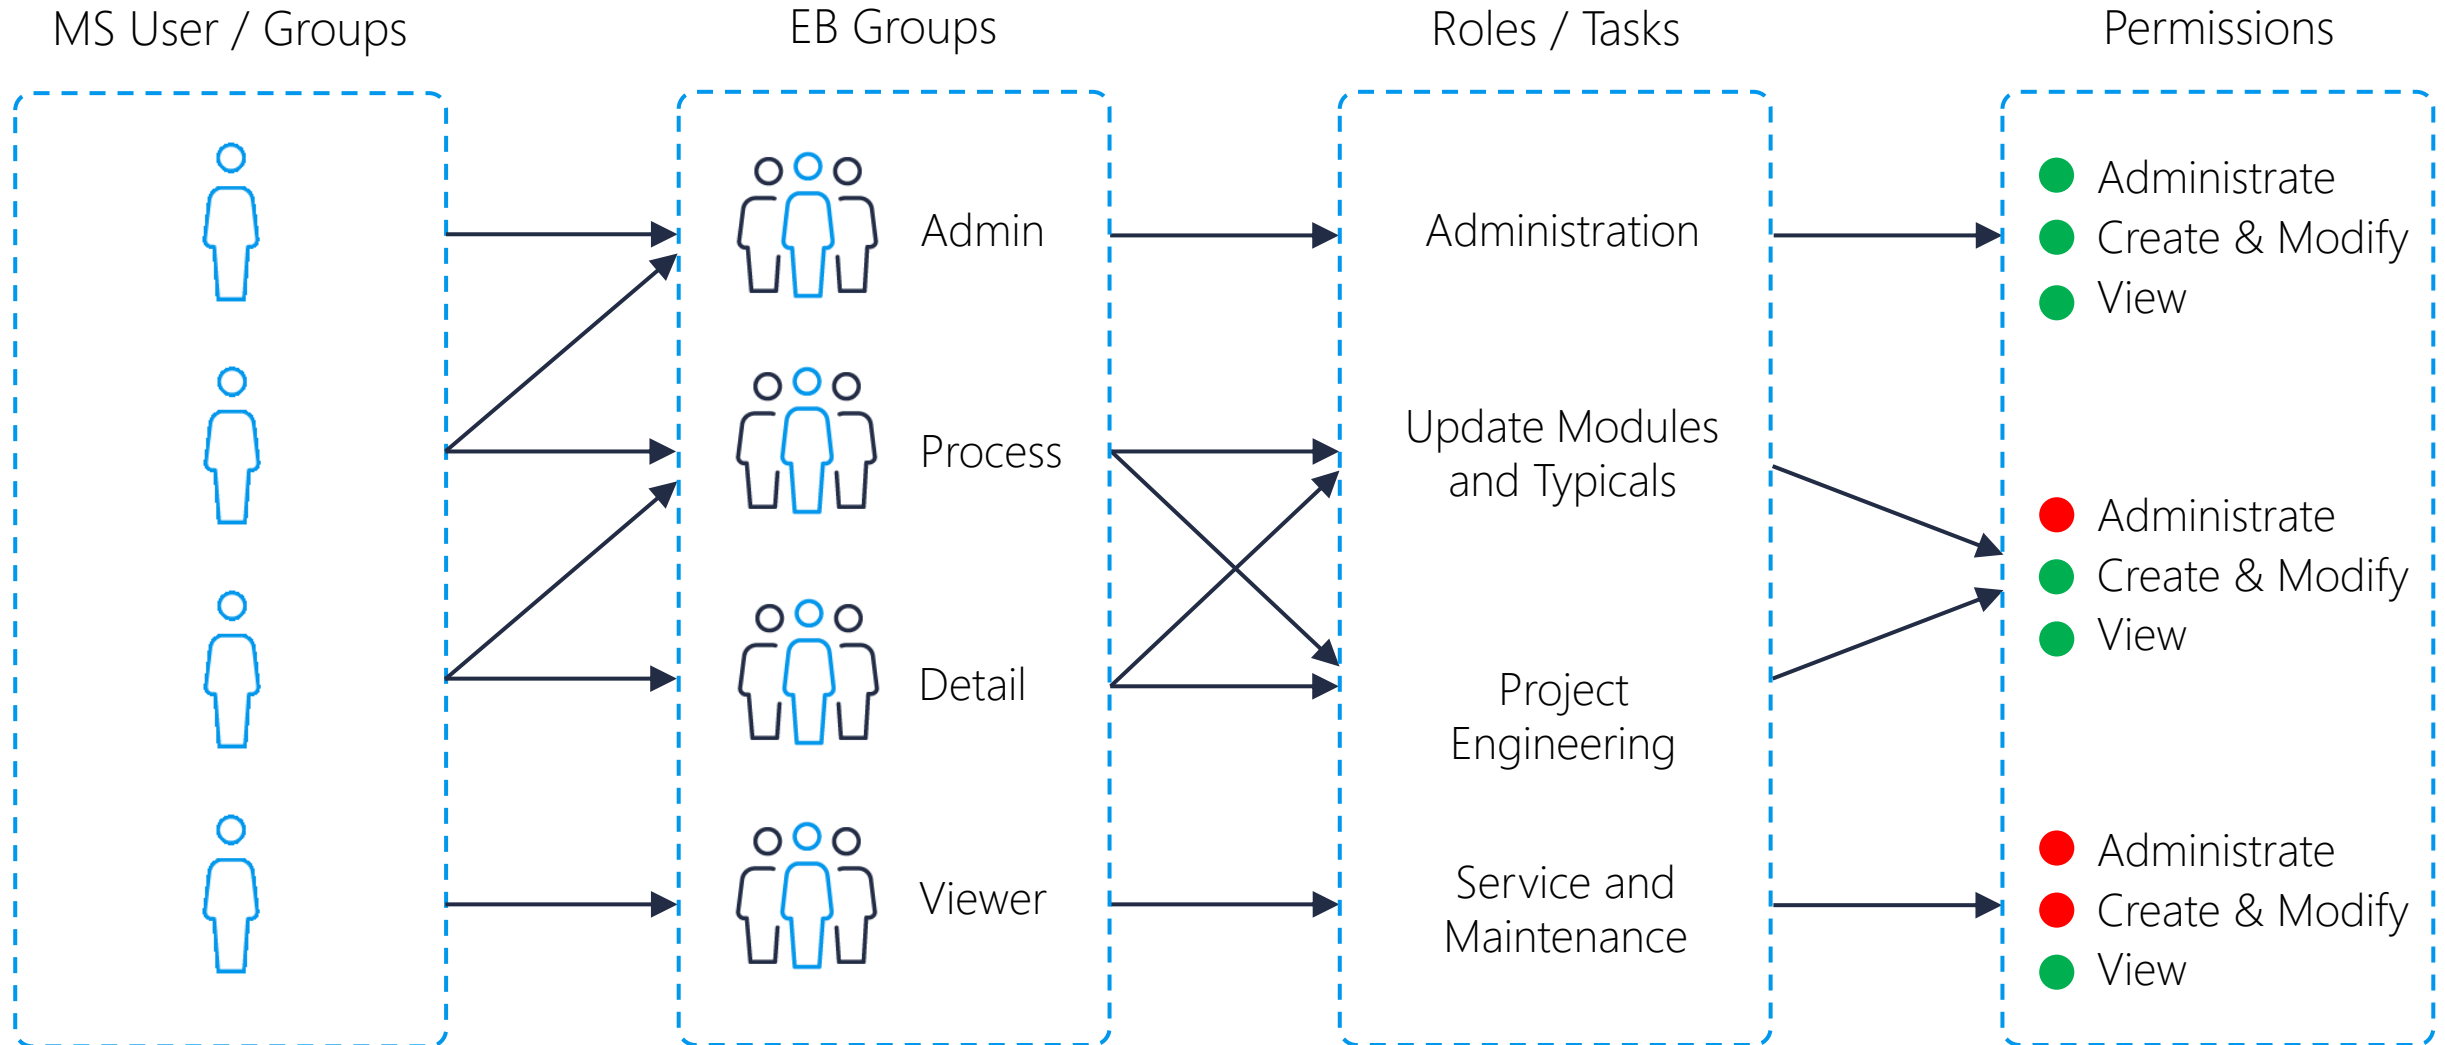 MS User / Groups
EB Groups
Roles / Tasks
Permissions
Admin
Process
Detail
Viewer
Administration
Update Modules
and Typicals
Project
Engineering
Service and
Maintenance
Administrate
Create & Modify
View
Administrate
Create & Modify
View
Administrate
Create & Modify
View